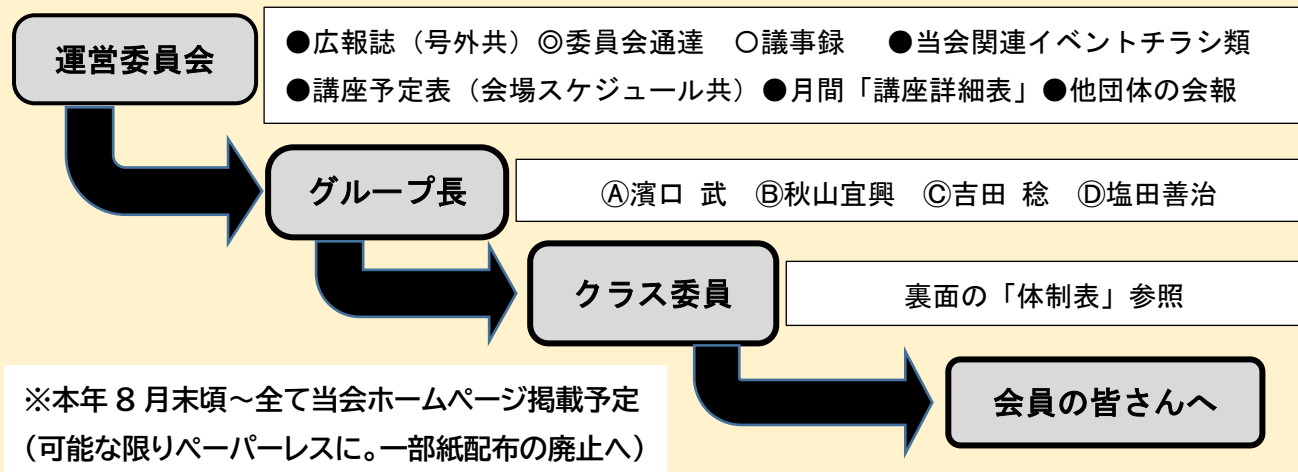 運営委員会
●広報誌（号外共）◎委員会通達　○議事録　●当会関連イベントチラシ類
●講座予定表（会場スケジュール共）●月間「講座詳細表」●他団体の会報
グループ長
Ⓐ濱口 武　Ⓑ秋山宜興　Ⓒ吉田 稔　Ⓓ塩田善治
クラス委員
裏面の「体制表」参照
会員の皆さんへ
※本年８月末頃～全て当会ホームページ掲載予定
（可能な限りペーパーレスに。一部紙配布の廃止へ）